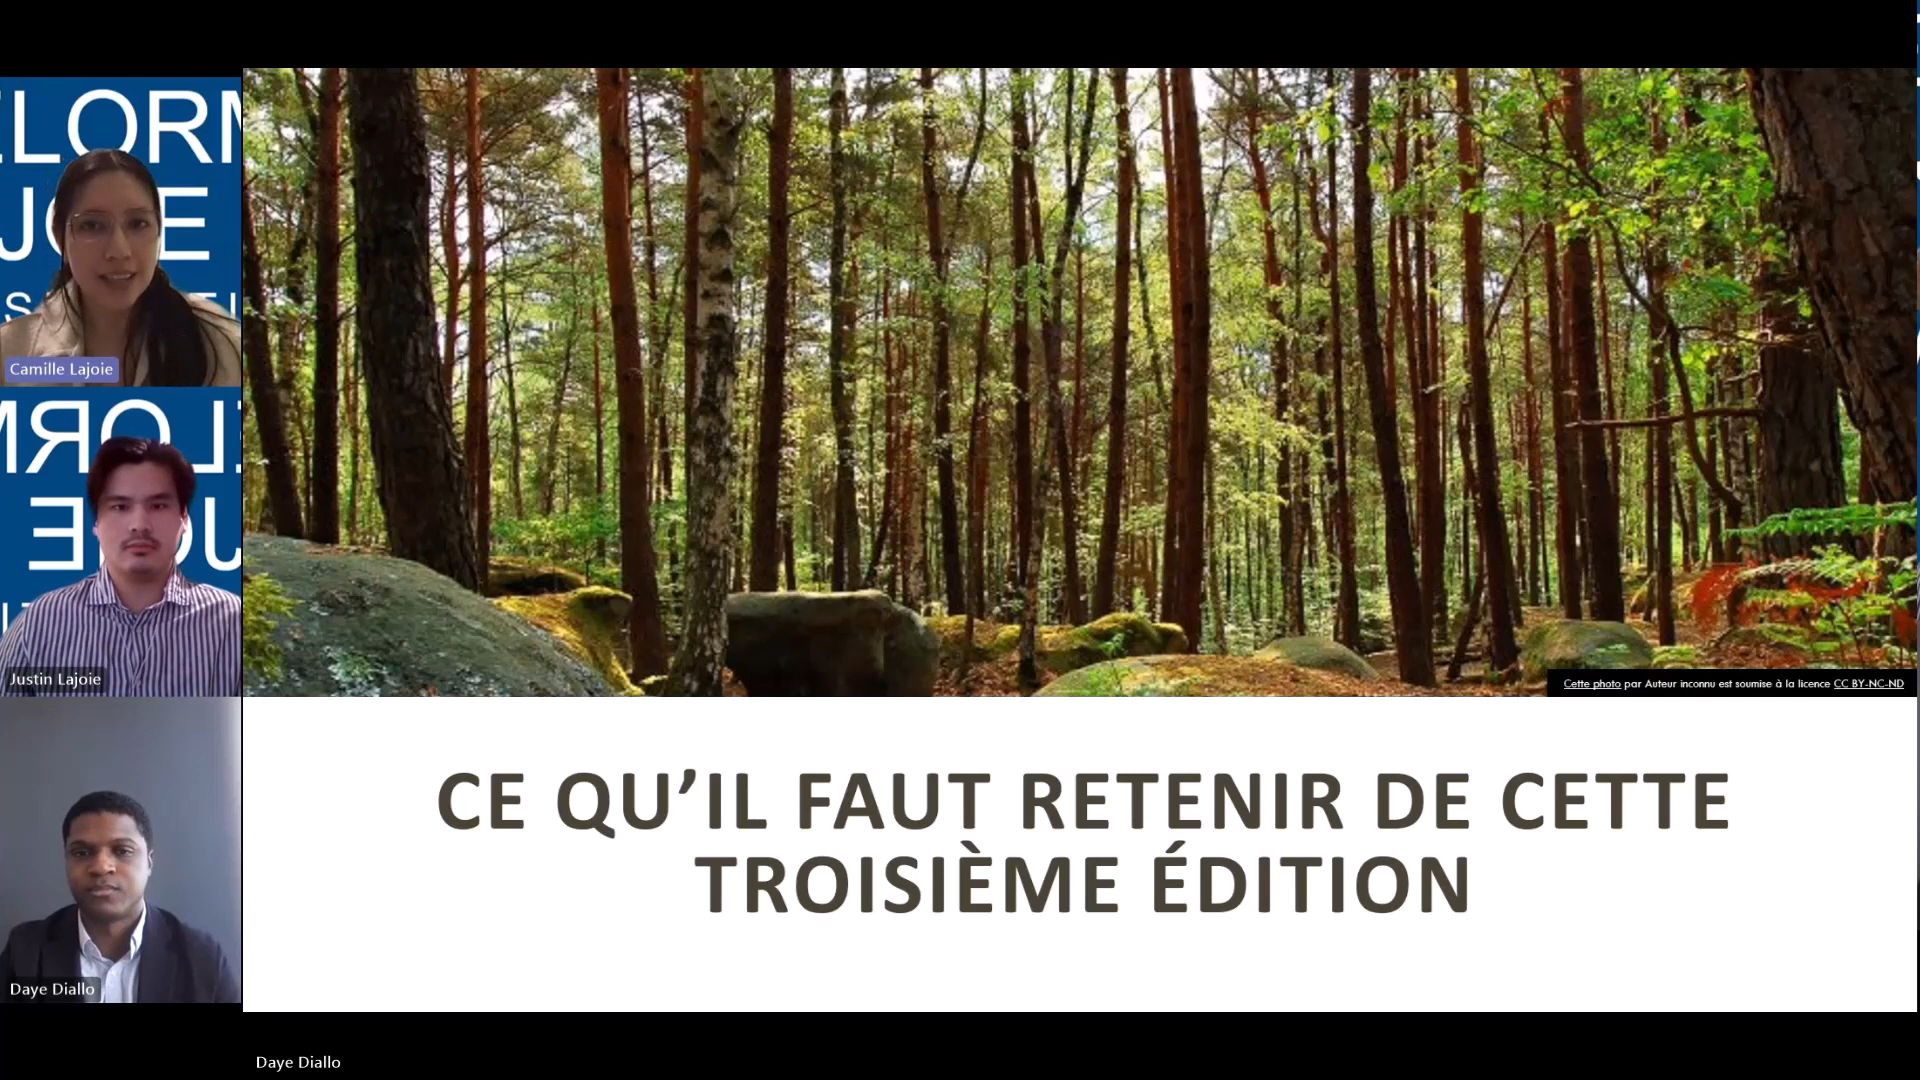 ELORM
Camille Lajoie
Justin Lajoie
Daye Diallo
Cette photo par Auteur inconnu est soumise à la licence CC BY-NC-ND
CE QU’IL FAUT RETENIR DE CETTE
TROISIÈME ÉDITION
Daye Diallo